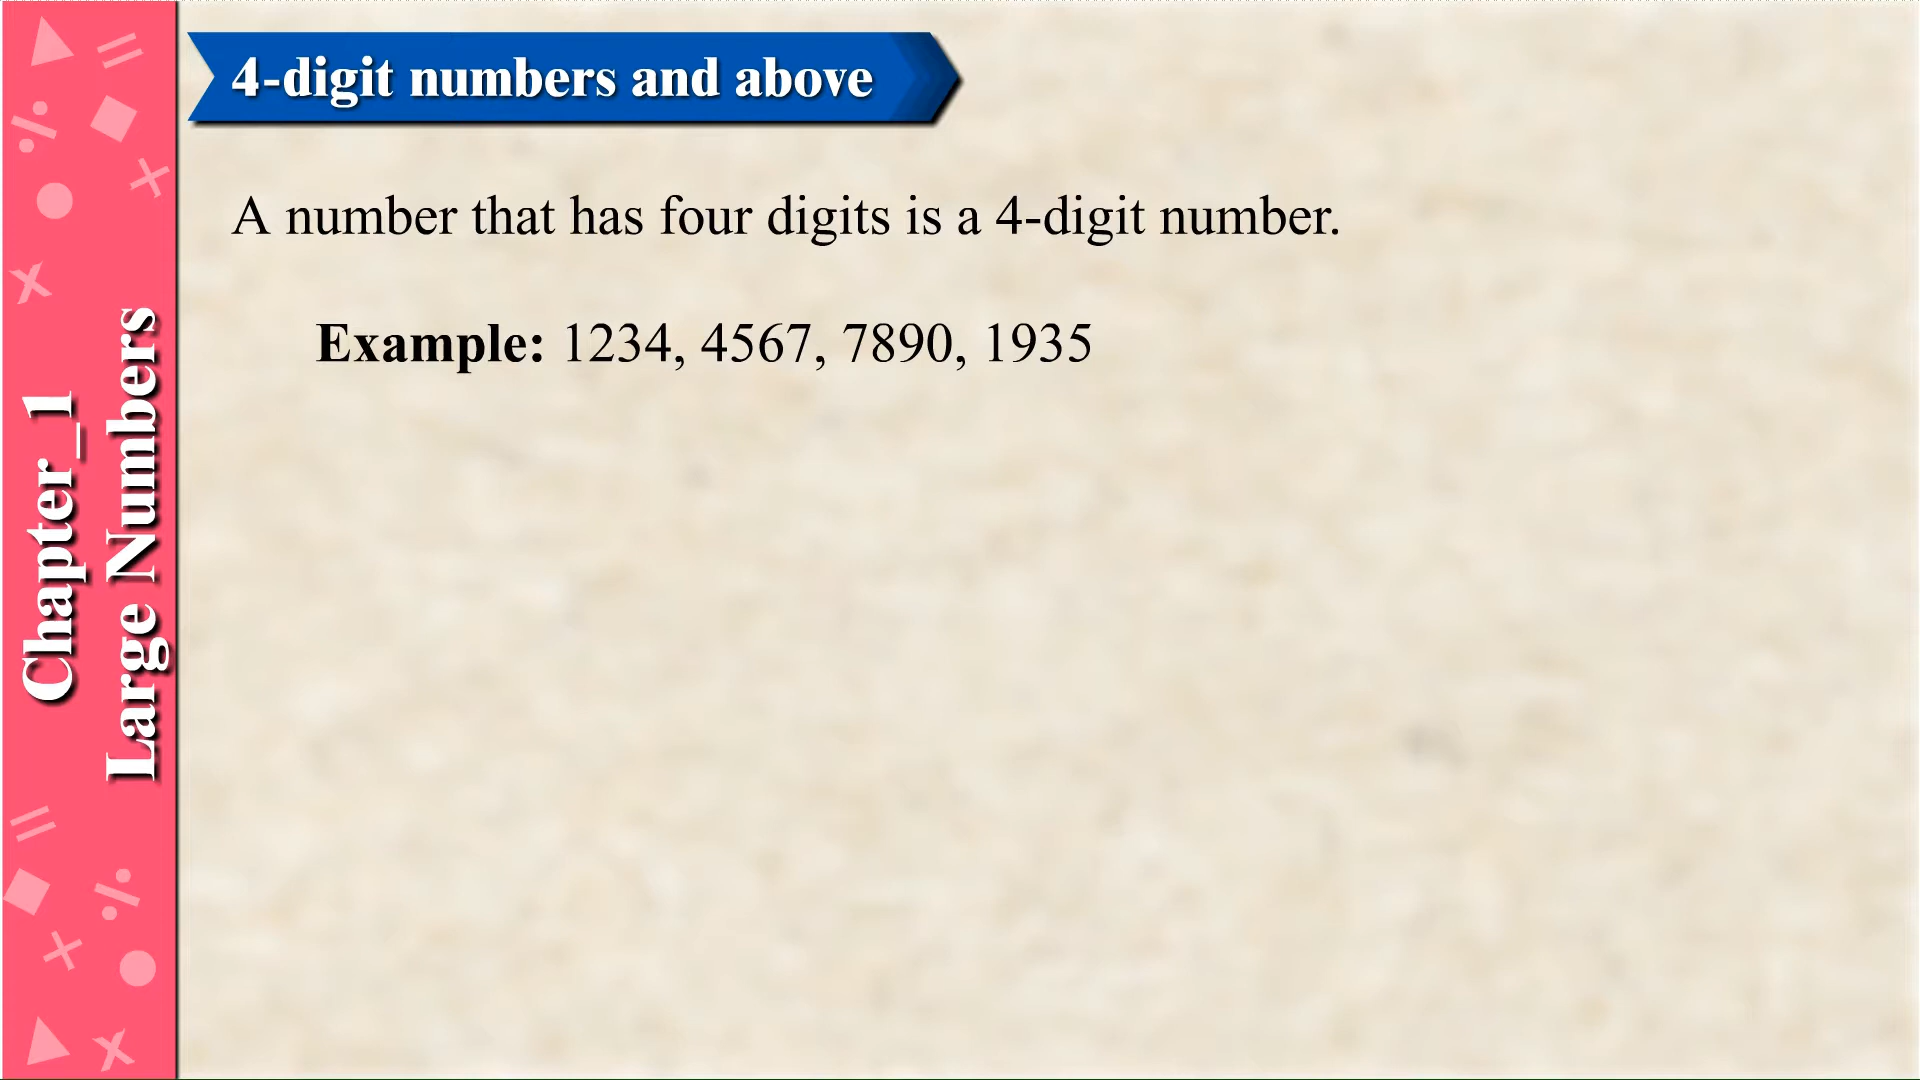 4-digit numbers and above
A number that has four digits is a 4-digit number.
Example: 1234, 4567, 7890, 1935
Chapter_1
Large Numbers